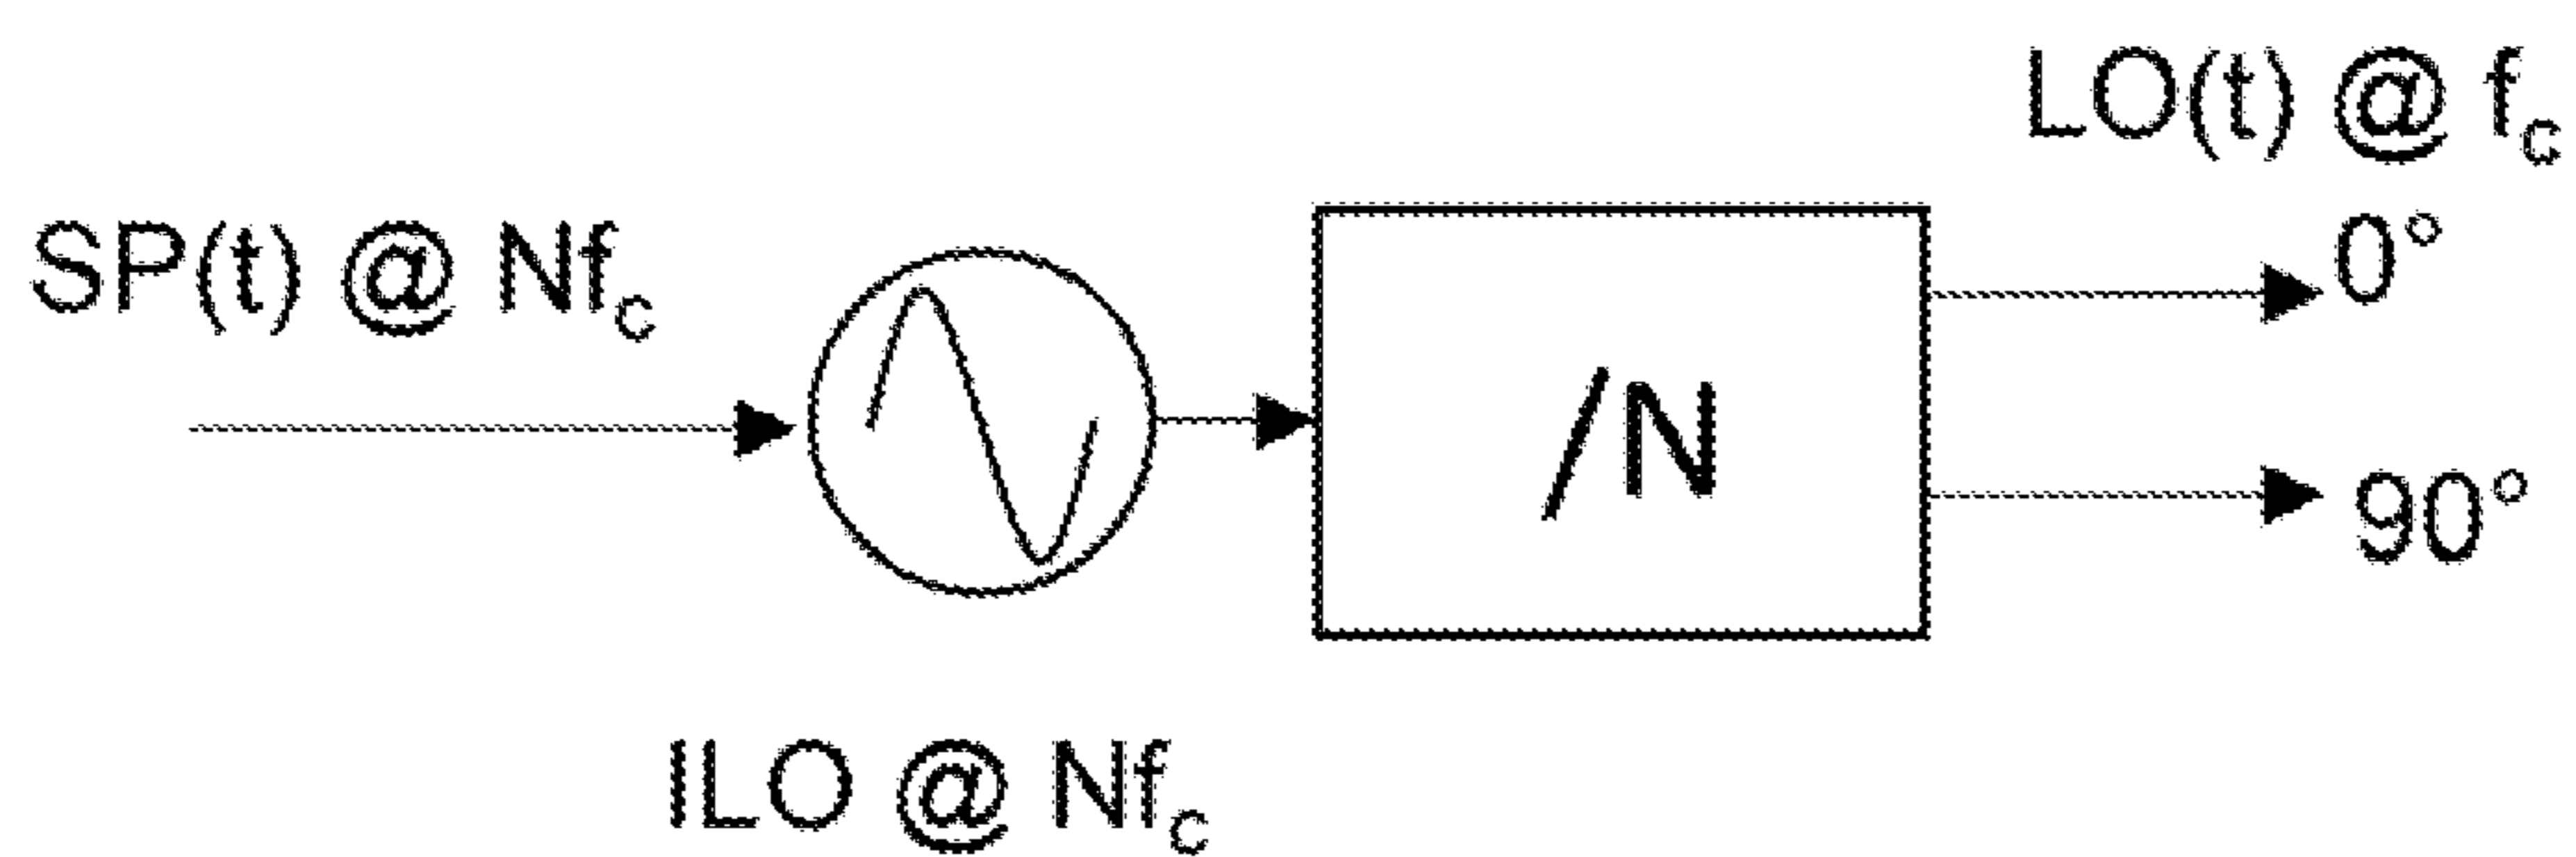 LO(t) @ fc
SP(t) @ Nfc
0°
/N
90°
ILO @ Nfc